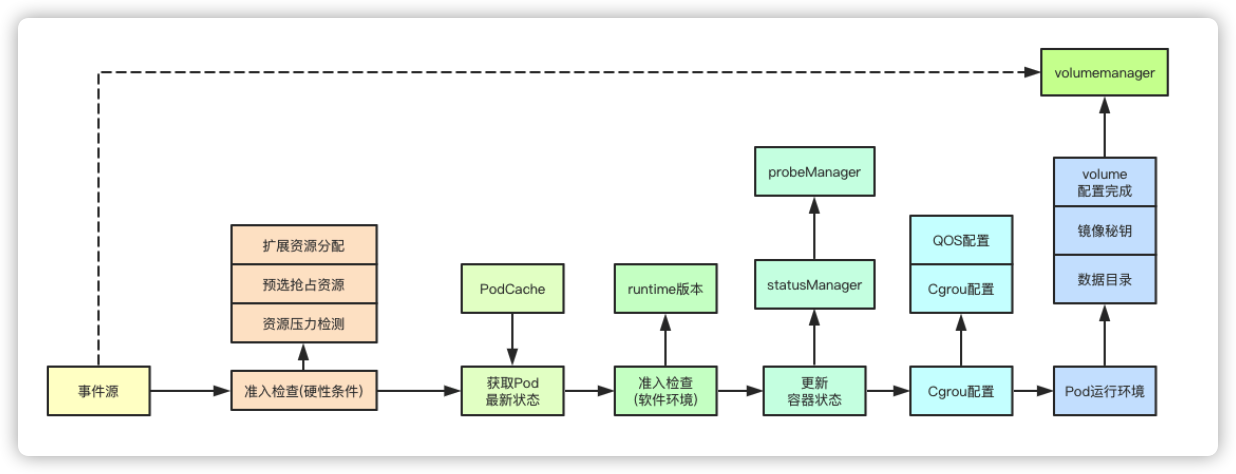 volumemanager
probeManager
volume
配置完成
镜像秘钥
数据目录
扩展资源分配
预选抢占资源
资源压力检测
PodCache
runtime版本
statusManager
QOS配置
Cgrou配置
事件源
准入检查(硬性条件)
获取Pod
最新状态
准入检查
(软件环境)
更新
容器状态
Cgrou配置
Pod运行环境